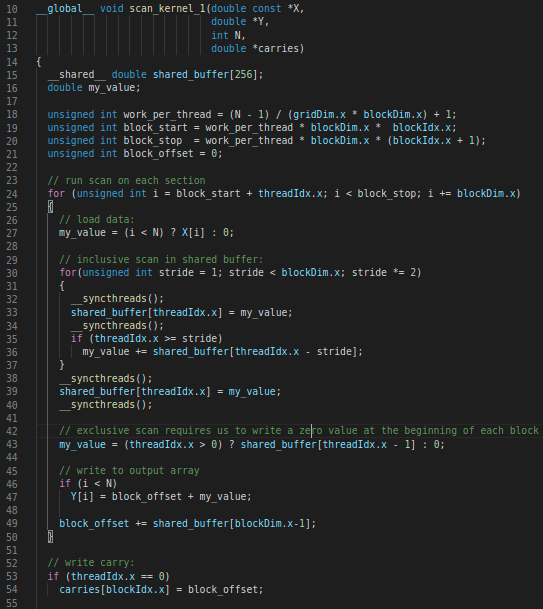 10 __global__ void scan_kernel_1(double const *X,
11 double *Y,
12 int N,
13 double *carries)
14 {
15 __shared__ double shared_buffer[256];
16 double my_value;
17
18 unsigned int work_per_thread = (N - 1) / (gridDim.x * blockDim.x) + 1;
19 unsigned int block_start = work_per_thread * blockDim.x * blockIdx.x;
20 unsigned int block_stop = work_per_thread * blockDim.x * (blockIdx.x + 1);
21 unsigned int block_offset = 0;
22
23 // run scan on each section
24 for (unsigned int i = block_start + threadIdx.x; i < block_stop; i += blockDim.x)
25 {
26 // load data:
27 my_value = (i < N) ? X[i] : 0;
28
29 // inclusive scan in shared buffer:
30 for(unsigned int stride = 1; stride < blockDim.x; stride *= 2)
31 {
32 __syncthreads();
33 shared_buffer[threadIdx.x] = my_value;
34 __syncthreads();
35 if (threadIdx.x >= stride)
36 my_value += shared_buffer[threadIdx.x - stride];
37 }
38 __syncthreads();
39 shared_buffer[threadIdx.x] = my_value;
40 __syncthreads();
41
42 // exclusive scan requires us to write a zero value at the beginning of each block
43 my_value = (threadIdx.x > 0) ? shared_buffer[threadIdx.x - 1] : 0;
44
45 // write to output array
46 if (i < N)
47 Y[i] = block_offset + my_value;
48
49 block_offset += shared_buffer[blockDim.x-1];
50 }
51
52 // write carry:
53 if (threadIdx.x == 0)
54 carries[blockIdx.x] = block_offset;
55